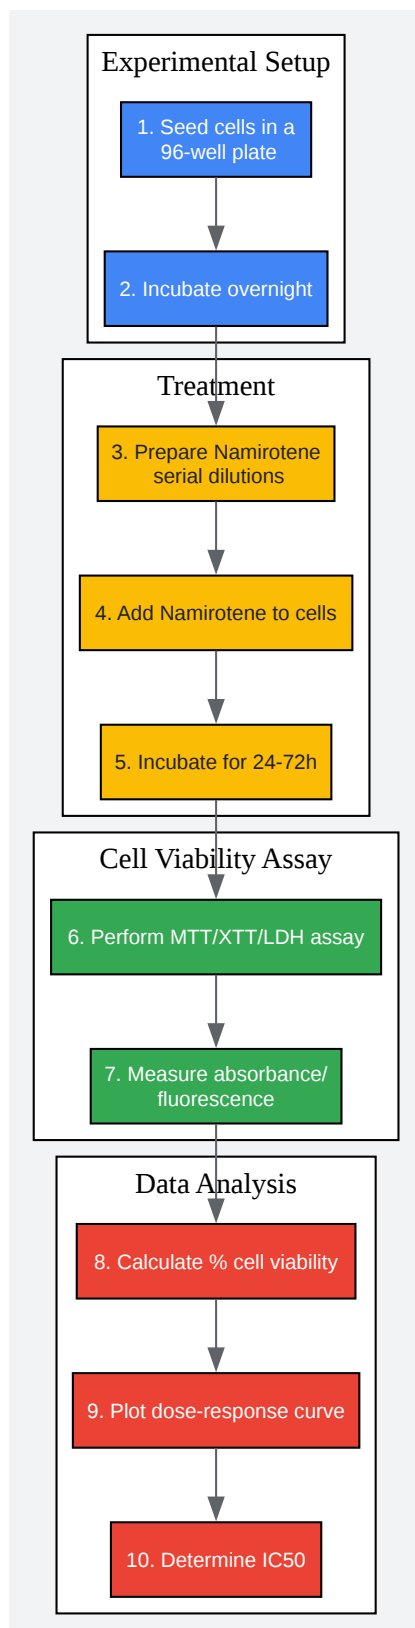 Experimental Setup
1. Seed cells in a
96-well plate
2. Incubate overnight
Treatment
3. Prepare Namirotene
serial dilutions
4. Add Namirotene to cells
5. Incubate for 24-72h
Cell Viability Assay
6. Perform MTT/XTT/LDH assay
7. Measure absorbance/
fluorescence
Data Analysis
8. Calculate % cell viability
9. Plot dose-response curve
10. Determine IC50